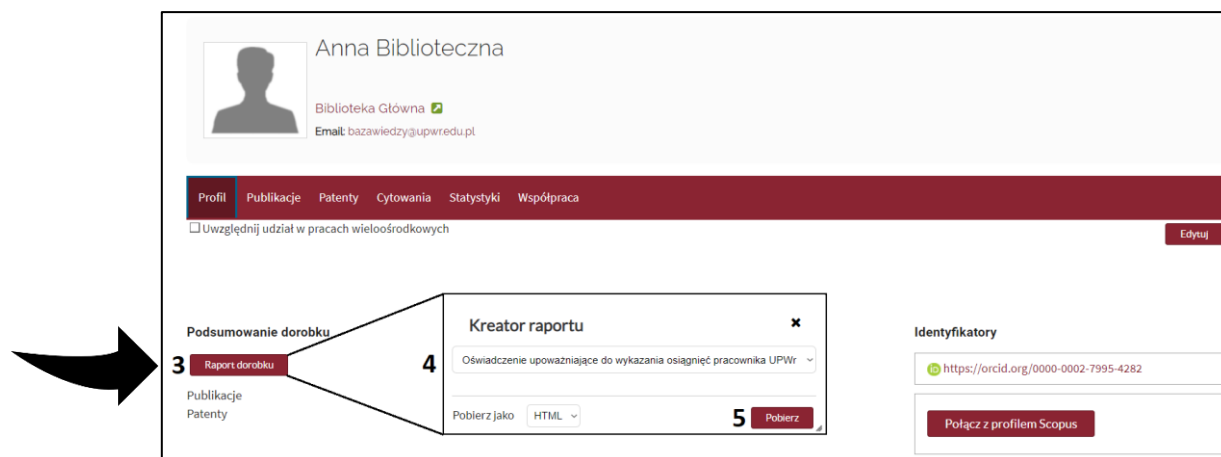 Anna Biblioteczna
Biblioteka Główna
Email: bazawiedzy@upwr.edu.pl
Profil Publikacje Patenty Cytowania Statystyki Współpraca
Uwzględnij udział w pracach wieloośrodkowych
Edytuj
Podsumowanie dorobku
3 Raport dorobku
Publikacje
Patenty
Kreator raportu
4 Oświadczenie upoważniające do wykazania osiągnięć pracownika UPWr
Pobierz jako HTML 5 Pobierz
Identyfikatory
iD https://orcid.org/0000-0002-7995-4282
Połącz z profilem Scopus